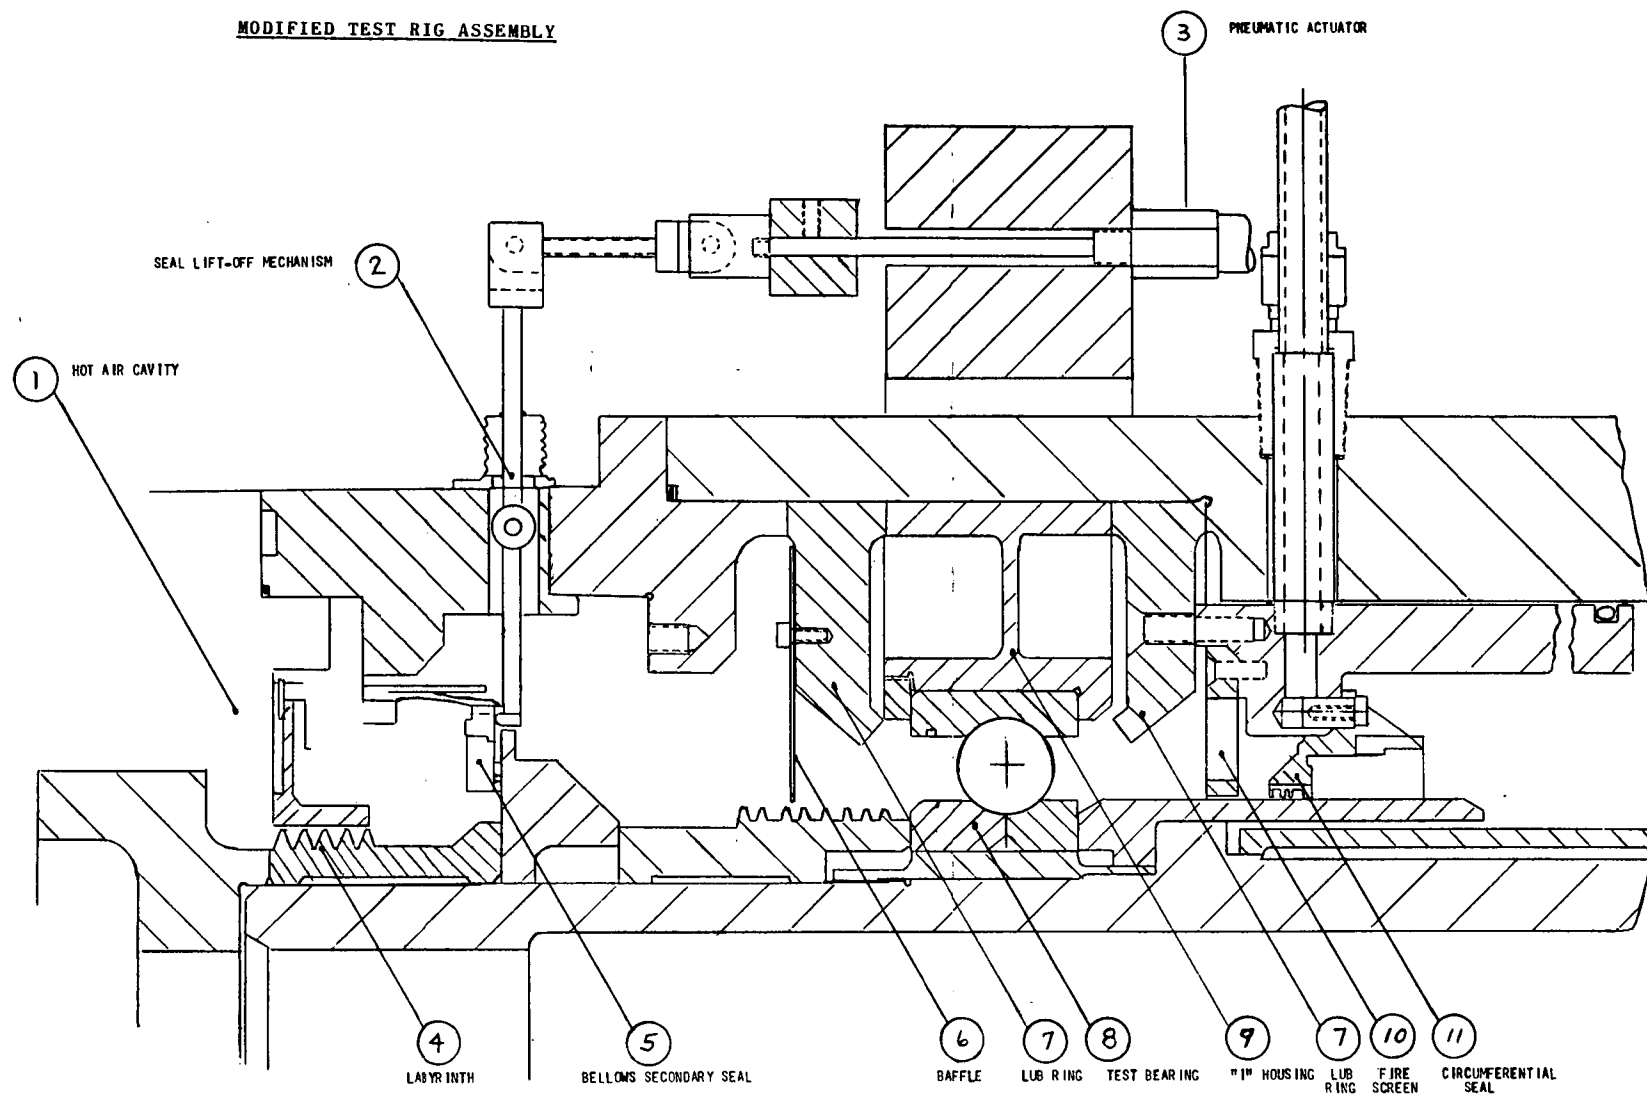 MODIFIED TEST RIG ASSEMBLY
3 PNEUMATIC ACTUATOR
SEAL LIFT-OFF MECHANISM 2
1 HOT AIR CAVITY
4
LABYRINTH
5
BELLOWS SECONDARY SEAL
6
BAFFLE
7
LUB RING
8
TEST BEARING
9
"I" HOUSING
7
LUB
RING
10
FIRE
SCREEN
11
CIRCUMFERENTIAL
SEAL